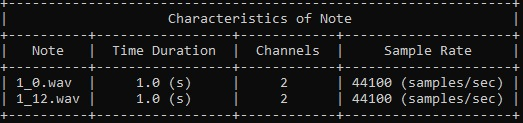 Characteristics of Note
Note | Time Duration | Channels | Sample Rate
1_0.wav | 1.0 (s) | 2 | 44100 (samples/sec)
1_12.wav | 1.0 (s) | 2 | 44100 (samples/sec)